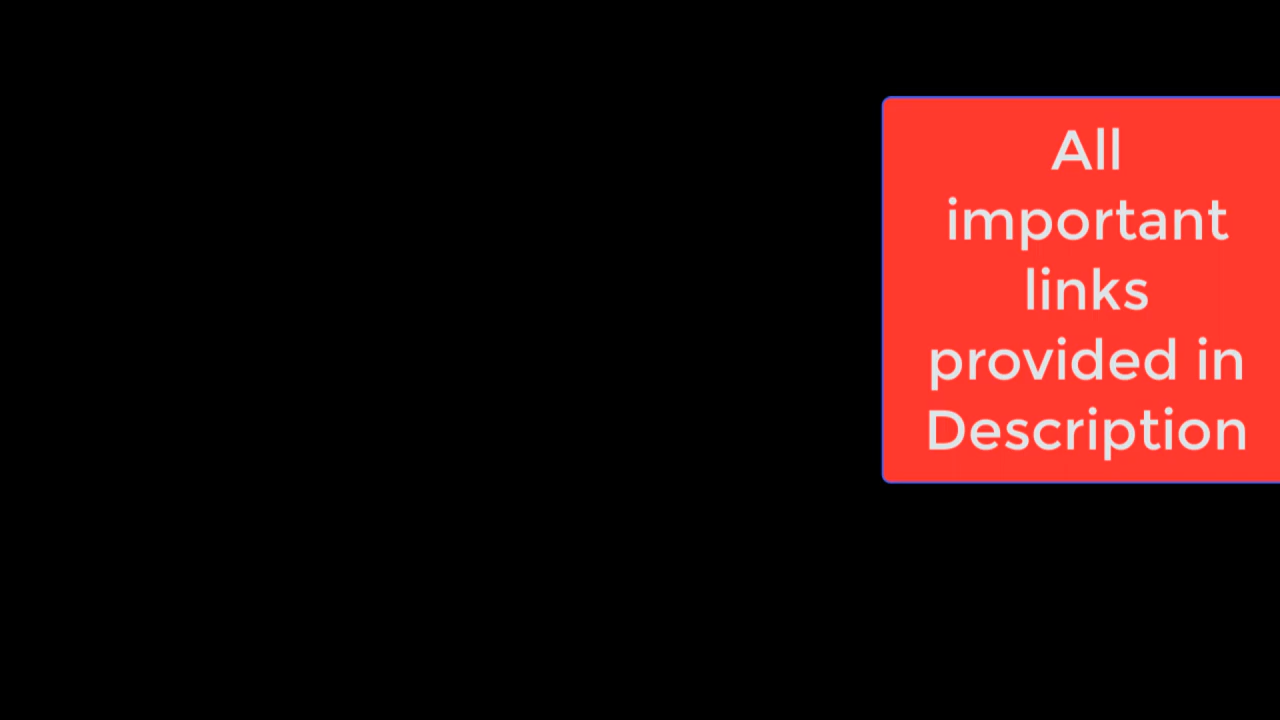 All
important
links
provided in
Description